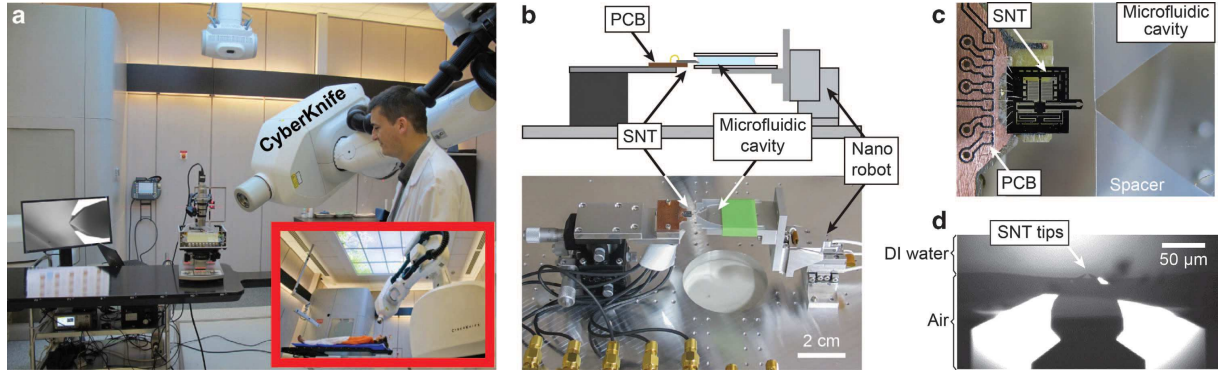 a
CyberKnife
CYBERKNIFE
b
PCB
SNT
Microfluidic
cavity
Nano
robot
2 cm
c
SNT
Microfluidic
cavity
PCB
Spacer
d
SNT tips
50 µm
DI water
Air